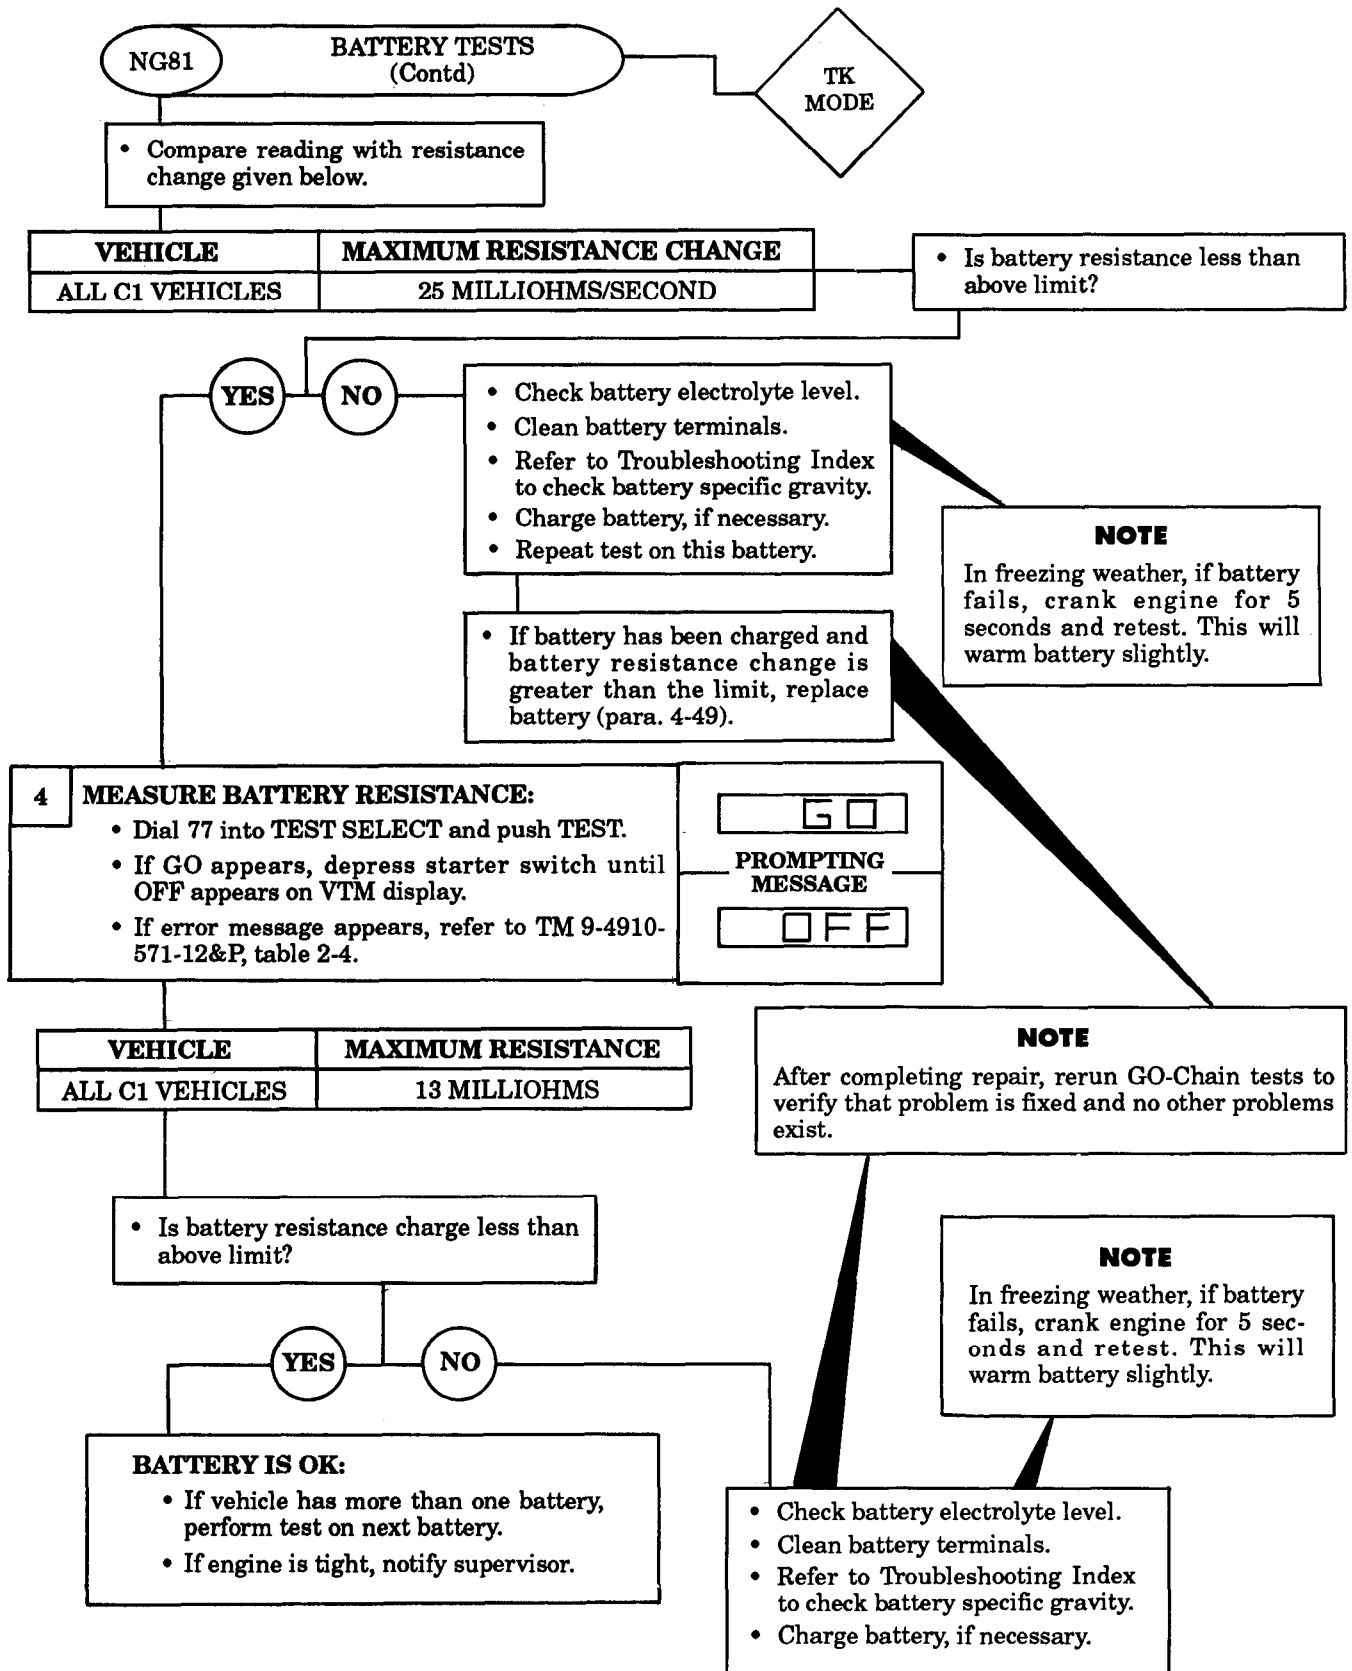 NG81
BATTERY TESTS
(Contd)
TK
MODE
• Compare reading with resistance
change given below.
VEHICLE MAXIMUM RESISTANCE CHANGE
ALL C1 VEHICLES 25 MILLIOHMS/SECOND
• Is battery resistance less than
above limit?
YES NO
• Check battery electrolyte level.
• Clean battery terminals.
• Refer to Troubleshooting Index
to check battery specific gravity.
• Charge battery, if necessary.
• Repeat test on this battery.
NOTE
In freezing weather, if battery
fails, crank engine for 5
seconds and retest. This will
warm battery slightly.
• If battery has been charged and
battery resistance change is
greater than the limit, replace
battery (para. 4-49).
4 MEASURE BATTERY RESISTANCE:
• Dial 77 into TEST SELECT and push TEST.
• If GO appears, depress starter switch until
OFF appears on VTM display.
• If error message appears, refer to TM 9-4910-
571-12&P, table 2-4.
GO
PROMPTING
MESSAGE
OFF
NOTE
After completing repair, rerun GO-Chain tests to
verify that problem is fixed and no other problems
exist.
VEHICLE MAXIMUM RESISTANCE
ALL C1 VEHICLES 13 MILLIOHMS
• Is battery resistance charge less than
above limit?
NOTE
In freezing weather, if battery
fails, crank engine for 5 sec-
onds and retest. This will
warm battery slightly.
YES NO
BATTERY IS OK:
• If vehicle has more than one battery,
perform test on next battery.
• If engine is tight, notify supervisor.
• Check battery electrolyte level.
• Clean battery terminals.
• Refer to Troubleshooting Index
to check battery specific gravity.
• Charge battery, if necessary.